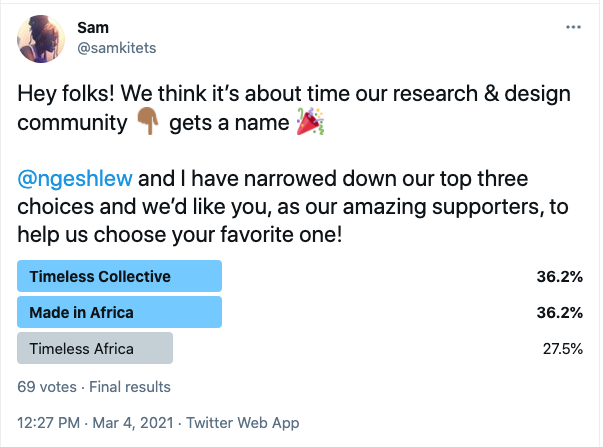 Sam
@samkitets
Hey folks! We think it's about time our research & design
community 👇🏾 gets a name 🎉
@ngeshlew and I have narrowed down our top three
choices and we'd like you, as our amazing supporters, to
help us choose your favorite one!
Timeless Collective 36.2%
Made in Africa 36.2%
Timeless Africa 27.5%
69 votes · Final results
12:27 PM · Mar 4, 2021 · Twitter Web App